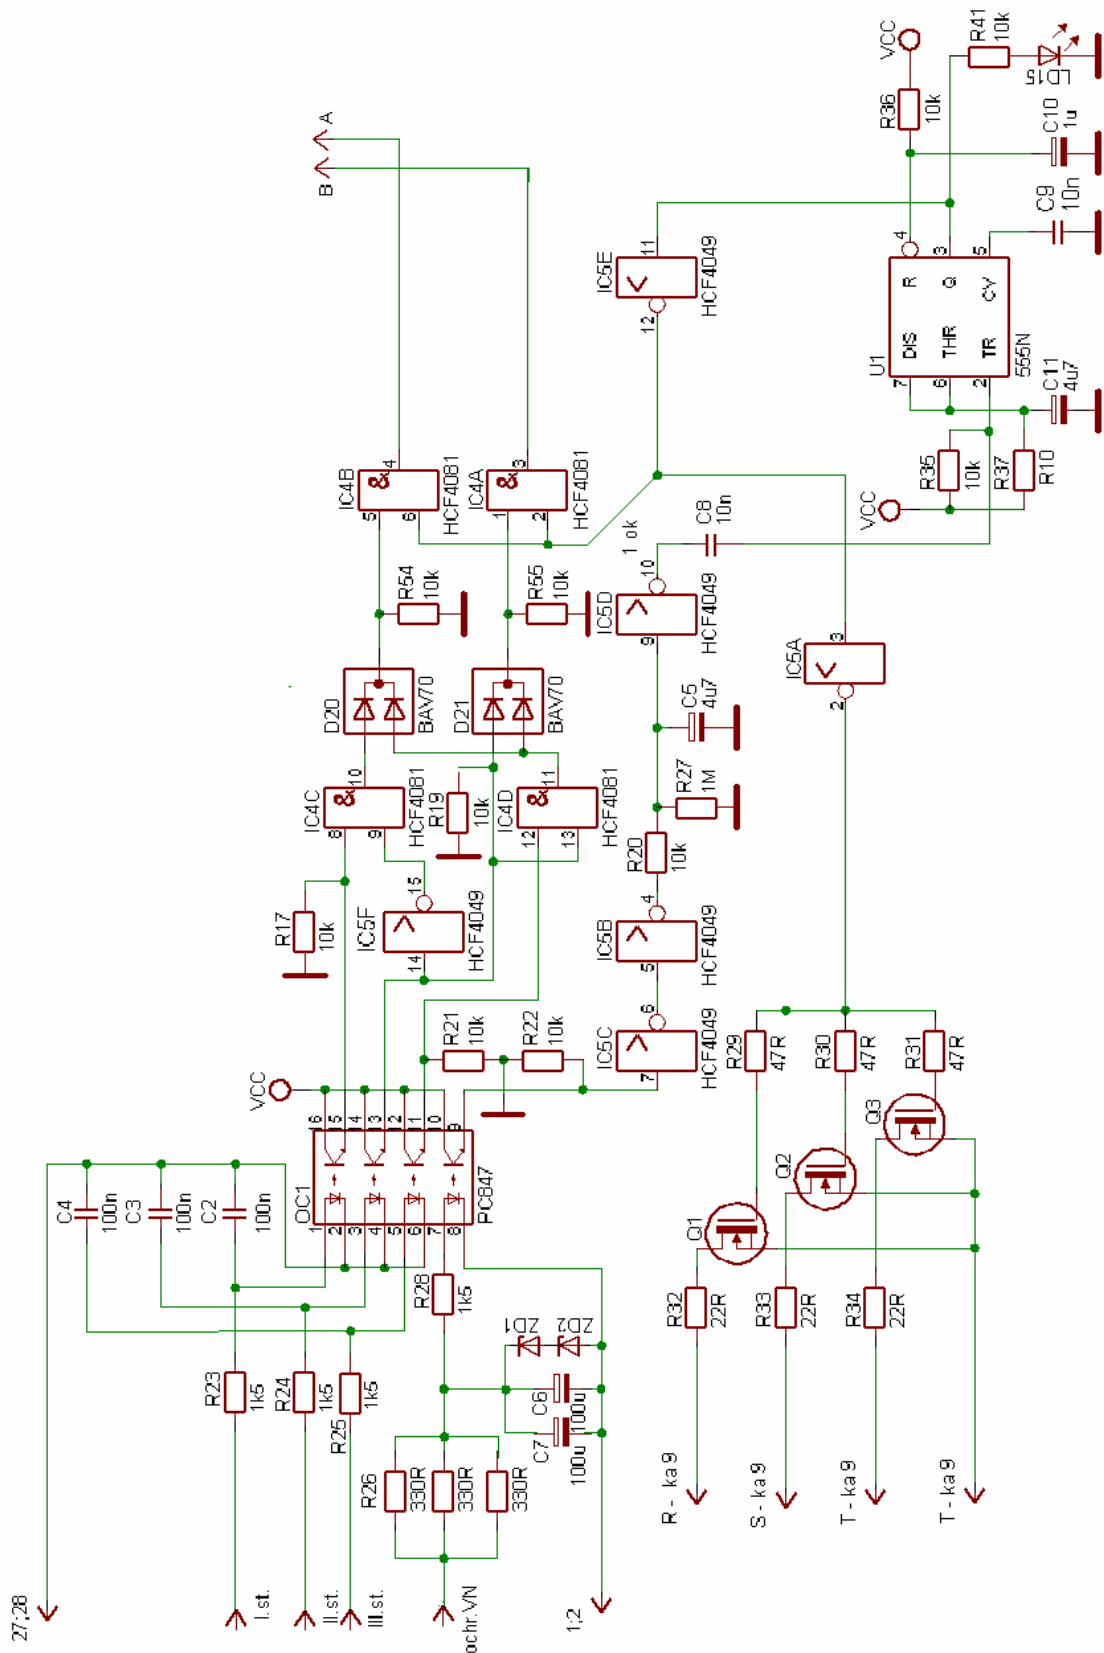 27;28
I.st.
II.st.
III.st.
ochr.VN
1;2
C4
100n
C3
100n
C2
100n
R23
1k5
R24
1k5
R25
1k5
R26
330R
330R
330R
R28
1k5
C7
100u
C6
100u
ZD1
ZD2
OC1
PC847
1
2
3
4
5
6
7
8
16
15
14
13
12
11
10
9
VCC
R17
10k
R21
10k
R22
10k
IC5F
HCF4049
14
15
IC4C
HCF4081
&
8
9
10
R19
10k
IC4D
HCF4081
&
12
13
11
D20
BAV70
D21
BAV70
R54
10k
R55
10k
IC4B
HCF4081
&
5
6
4
IC4A
HCF4081
&
1
2
3
A
B
IC5C
HCF4049
7
6
IC5B
HCF4049
5
4
R20
10k
R27
1M
C5
4u7
IC5D
HCF4049
9
10
1 ok
C8
10n
IC5E
HCF4049
12
11
IC5A
3
2
R29
47R
R30
47R
R31
47R
Q1
Q2
Q3
R32
22R
R33
22R
R34
22R
R - ka 9
S - ka 9
T - ka 9
T - ka 9
VCC
R35
10k
R37
R10
C11
4u7
U1
555N
DIS
THR
TR
R
Q
CV
7
6
2
4
3
5
C9
10n
C10
1u
R36
10k
VCC
R41
10k
LD15